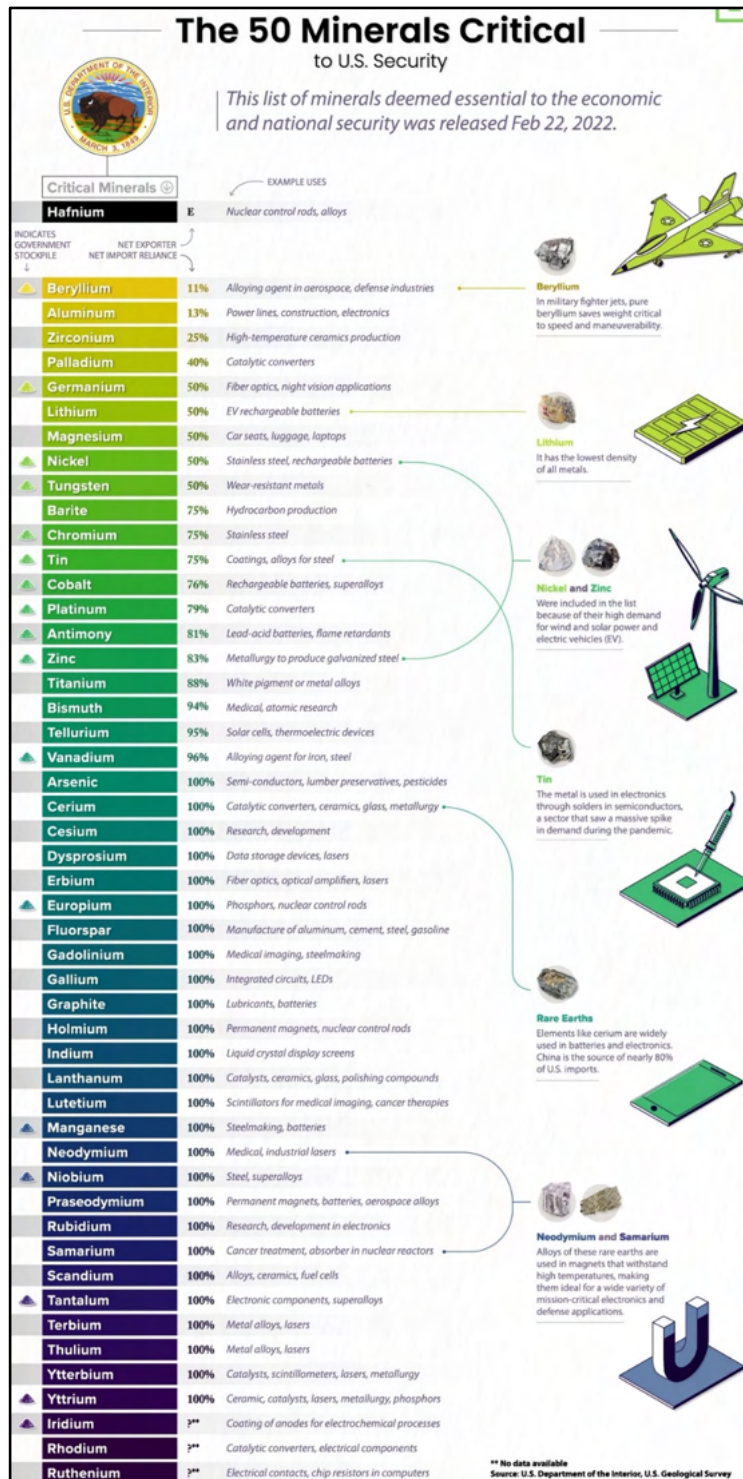 The 50 Minerals Critical
to U.S. Security
This list of minerals deemed essential to the economic
and national security was released Feb 22, 2022.
U.S. DEPARTMENT OF THE INTERIOR
MARCH 3, 1849
Critical Minerals
EXAMPLE USES
Hafnium E Nuclear control rods, alloys
INDICATES
GOVERNMENT
STOCKPILE
NET EXPORTER
NET IMPORT RELIANCE
Beryllium 11% Alloying agent in aerospace, defense industries
Aluminum 13% Power lines, construction, electronics
Zirconium 25% High-temperature ceramics production
Palladium 40% Catalytic converters
Germanium 50% Fiber optics, night vision applications
Lithium 50% EV rechargeable batteries
Magnesium 50% Car seats, luggage, laptops
Nickel 50% Stainless steel, rechargeable batteries
Tungsten 50% Wear-resistant metals
Barite 75% Hydrocarbon production
Chromium 75% Stainless steel
Tin 75% Coatings, alloys for steel
Cobalt 76% Rechargeable batteries, superalloys
Platinum 79% Catalytic converters
Antimony 81% Lead-acid batteries, flame retardants
Zinc 83% Metallurgy to produce galvanized steel
Titanium 88% White pigment or metal alloys
Bismuth 94% Medical, atomic research
Tellurium 95% Solar cells, thermoelectric devices
Vanadium 96% Alloying agent for iron, steel
Arsenic 100% Semi-conductors, lumber preservatives, pesticides
Cerium 100% Catalytic converters, ceramics, glass, metallurgy
Cesium 100% Research, development
Dysprosium 100% Data storage devices, lasers
Erbium 100% Fiber optics, optical amplifiers, lasers
Europium 100% Phosphors, nuclear control rods
Fluorspar 100% Manufacture of aluminum, cement, steel, gasoline
Gadolinium 100% Medical imaging, steelmaking
Gallium 100% Integrated circuits, LEDs
Graphite 100% Lubricants, batteries
Holmium 100% Permanent magnets, nuclear control rods
Indium 100% Liquid crystal display screens
Lanthanum 100% Catalysts, ceramics, glass, polishing compounds
Lutetium 100% Scintillators for medical imaging, cancer therapies
Manganese 100% Steelmaking, batteries
Neodymium 100% Medical, industrial lasers
Niobium 100% Steel, superalloys
Praseodymium 100% Permanent magnets, batteries, aerospace alloys
Rubidium 100% Research, development in electronics
Samarium 100% Cancer treatment, absorber in nuclear reactors
Scandium 100% Alloys, ceramics, fuel cells
Tantalum 100% Electronic components, superalloys
Terbium 100% Metal alloys, lasers
Thulium 100% Metal alloys, lasers
Ytterbium 100% Catalysts, scintillometers, lasers, metallurgy
Yttrium 100% Ceramic, catalysts, lasers, metallurgy, phosphors
Iridium ?** Coating of anodes for electrochemical processes
Rhodium ?** Catalytic converters, electrical components
Ruthenium ?** Electrical contacts, chip resistors in computers
Beryllium
In military fighter jets, pure
beryllium saves weight critical
to speed and maneuverability.
Lithium
It has the lowest density
of all metals.
Nickel and Zinc
Were included in the list
because of their high demand
for wind and solar power and
electric vehicles (EV).
Tin
The metal is used in electronics
through solders in semiconductors,
a sector that saw a massive spike
in demand during the pandemic.
Rare Earths
Elements like cerium are widely
used in batteries and electronics.
China is the source of nearly 80%
of U.S. imports.
Neodymium and Samarium
Alloys of these rare earths are
used in magnets that withstand
high temperatures, making
them ideal for a wide variety of
mission-critical electronics and
defense applications.
** No data available
Source: U.S. Department of the Interior, U.S. Geological Survey